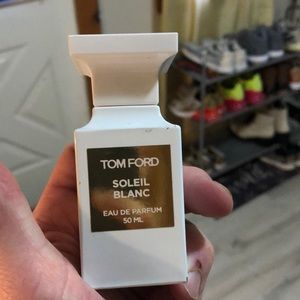 TOM FORD
SOLEIL
BLANC
EAU DE PARFUM
50 ML